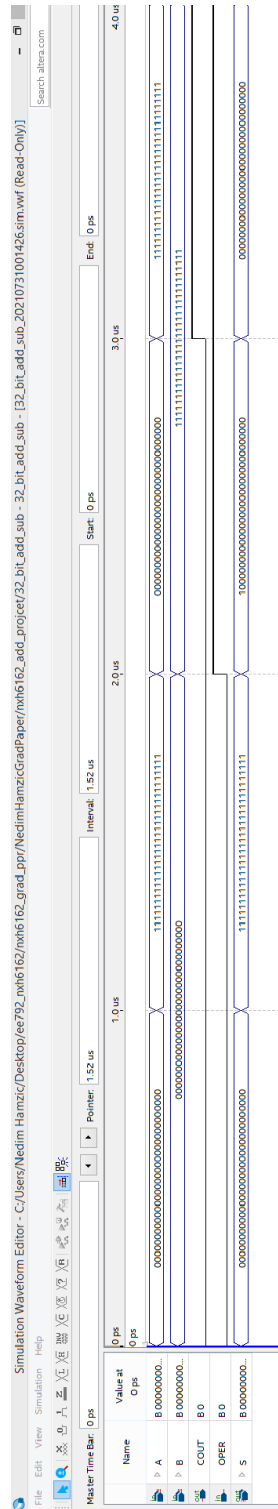 Simulation Waveform Editor - C:/Users/Nedim Hamzic/Desktop/ee792_nxh6162/nxh6162_grad_ppr/NedimHamzicGradPaper/nxh6162_add_projcet/32_bit_add_sub - 32_bit_add_sub - [32_bit_add_sub_20210731001426.sim.vwf (Read-Only)]
File Edit View Simulation Help
Search altera.com
Master Time Bar: 0 ps
Pointer: 1.52 us
Interval: 1.52 us
Start: 0 ps
End: 0 ps
Name
Value at
0 ps
0 ps
1.0 us
2.0 us
3.0 us
4.0 us
0 ps
A
B 00000000...
00000000000000000000000000000000
11111111111111111111111111111111
00000000000000000000000000000000
11111111111111111111111111111111
B
B 00000000...
00000000000000000000000000000000
11111111111111111111111111111111
COUT
B 0
OPER
B 0
S
B 00000000...
00000000000000000000000000000000
11111111111111111111111111111111
10000000000000000000000000000000
00000000000000000000000000000000